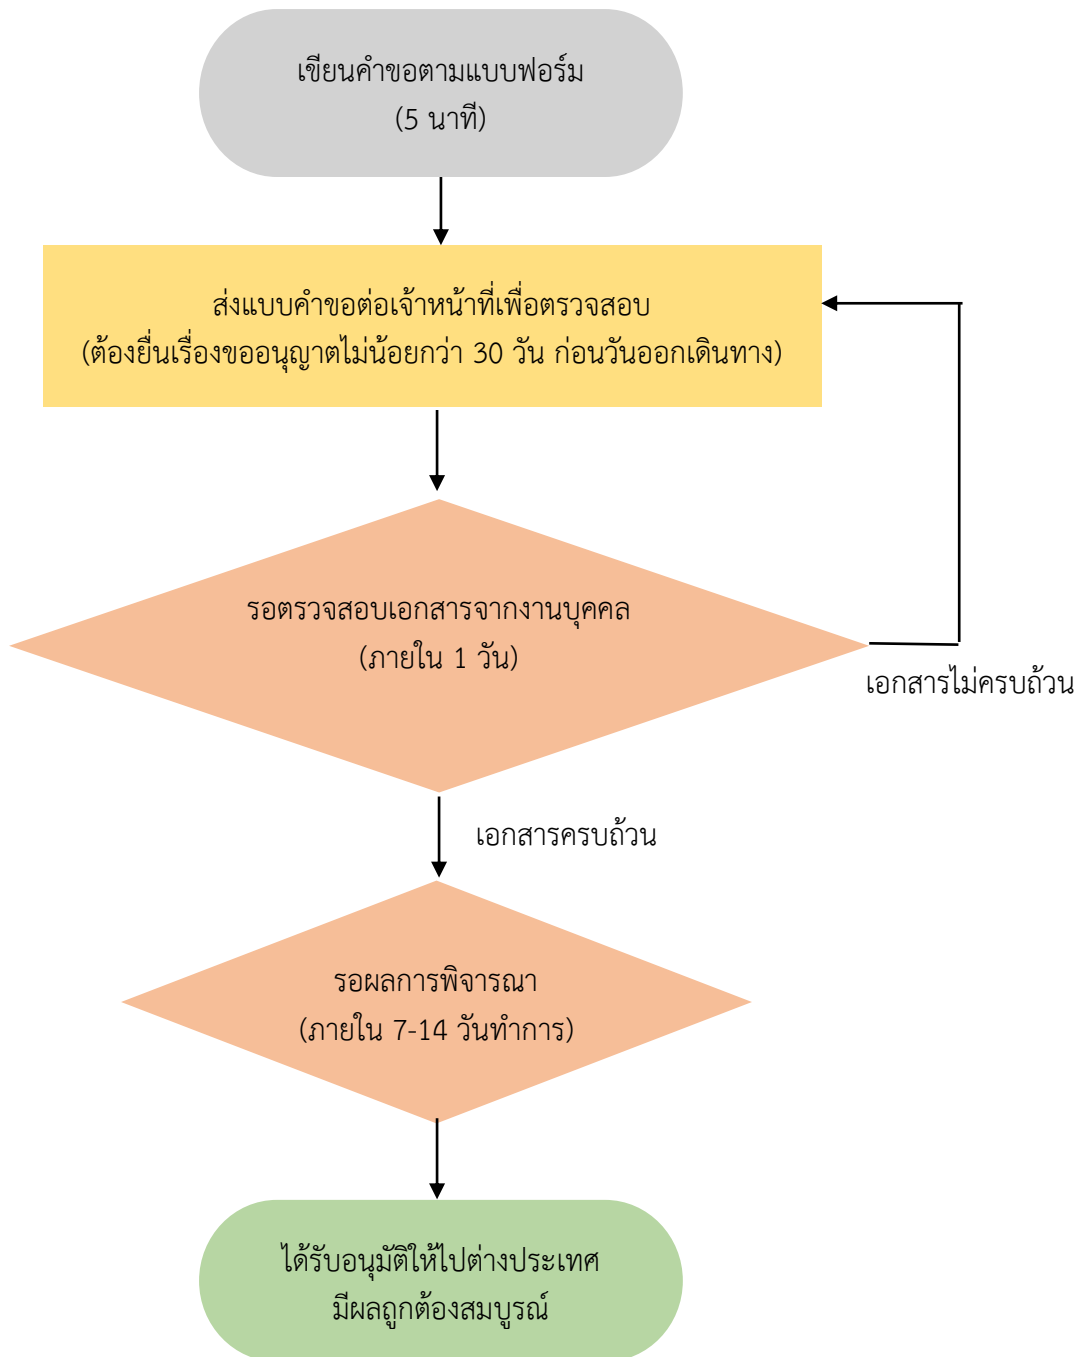 เขียนคำขอตามแบบฟอร์ม
(5 นาที)
ส่งแบบคำขอต่อเจ้าหน้าที่เพื่อตรวจสอบ
(ต้องยื่นเรื่องขออนุญาตไม่น้อยกว่า 30 วัน ก่อนวันออกเดินทาง)
รอตรวจสอบเอกสารจากงานบุคคล
(ภายใน 1 วัน)
เอกสารไม่ครบถ้วน
เอกสารครบถ้วน
รอผลการพิจารณา
(ภายใน 7-14 วันทำการ)
ได้รับอนุมัติให้ไปต่างประเทศ
มีผลถูกต้องสมบูรณ์